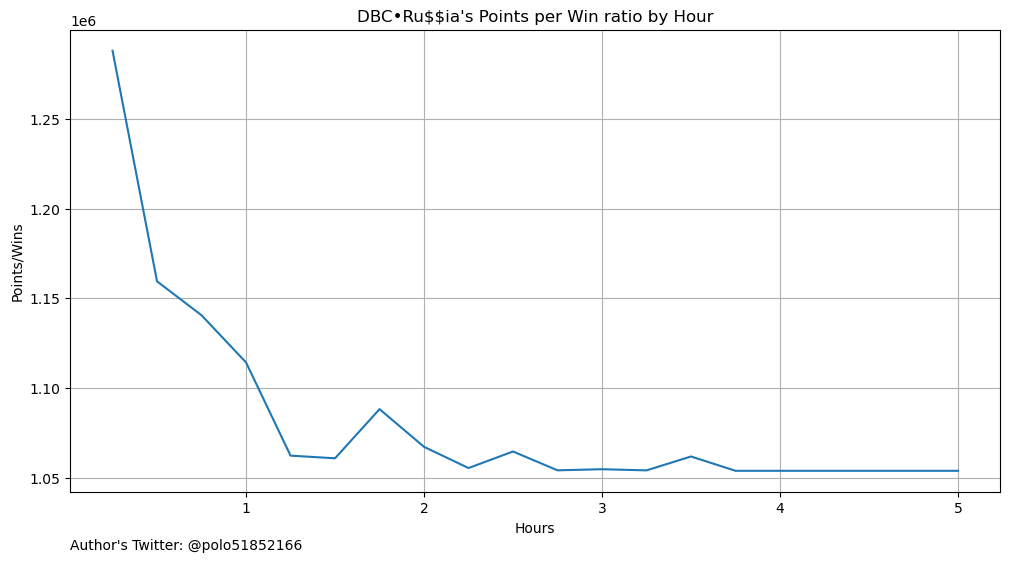 DBC•Ru$$ia's Points per Win ratio by Hour
1e6
1.25
1.20
1.15
1.10
1.05
Points/Wins
1 2 3 4 5
Hours
Author's Twitter: @polo51852166